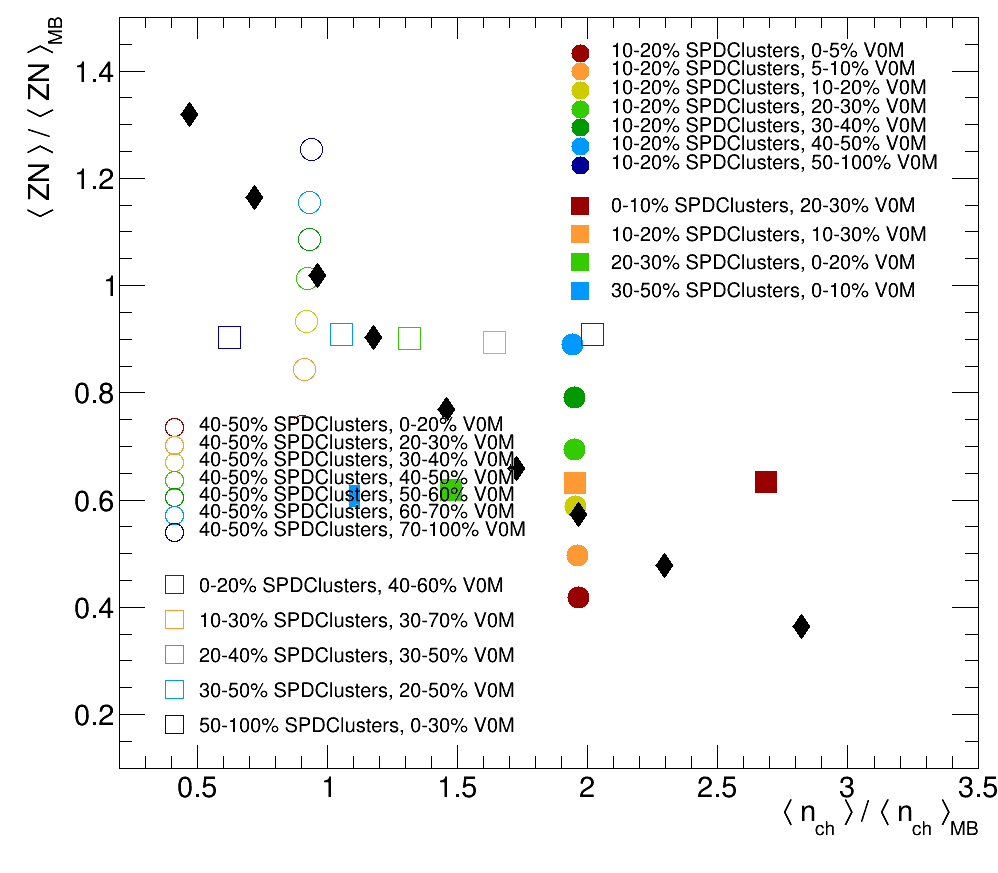 ⟨ ZN ⟩ / ⟨ ZN ⟩MB
1.4
1.2
1
0.8
0.6
0.4
0.2
10-20% SPDClusters, 0-5% V0M
10-20% SPDClusters, 5-10% V0M
10-20% SPDClusters, 10-20% V0M
10-20% SPDClusters, 20-30% V0M
10-20% SPDClusters, 30-40% V0M
10-20% SPDClusters, 40-50% V0M
10-20% SPDClusters, 50-100% V0M
0-10% SPDClusters, 20-30% V0M
10-20% SPDClusters, 10-30% V0M
20-30% SPDClusters, 0-20% V0M
30-50% SPDClusters, 0-10% V0M
40-50% SPDClusters, 0-20% V0M
40-50% SPDClusters, 20-30% V0M
40-50% SPDClusters, 30-40% V0M
40-50% SPDClusters, 40-50% V0M
40-50% SPDClusters, 50-60% V0M
40-50% SPDClusters, 60-70% V0M
40-50% SPDClusters, 70-100% V0M
0-20% SPDClusters, 40-60% V0M
10-30% SPDClusters, 30-70% V0M
20-40% SPDClusters, 30-50% V0M
30-50% SPDClusters, 20-50% V0M
50-100% SPDClusters, 0-30% V0M
0.5 1 1.5 2 2.5 3 3.5
⟨ nch ⟩ / ⟨ nch ⟩MB